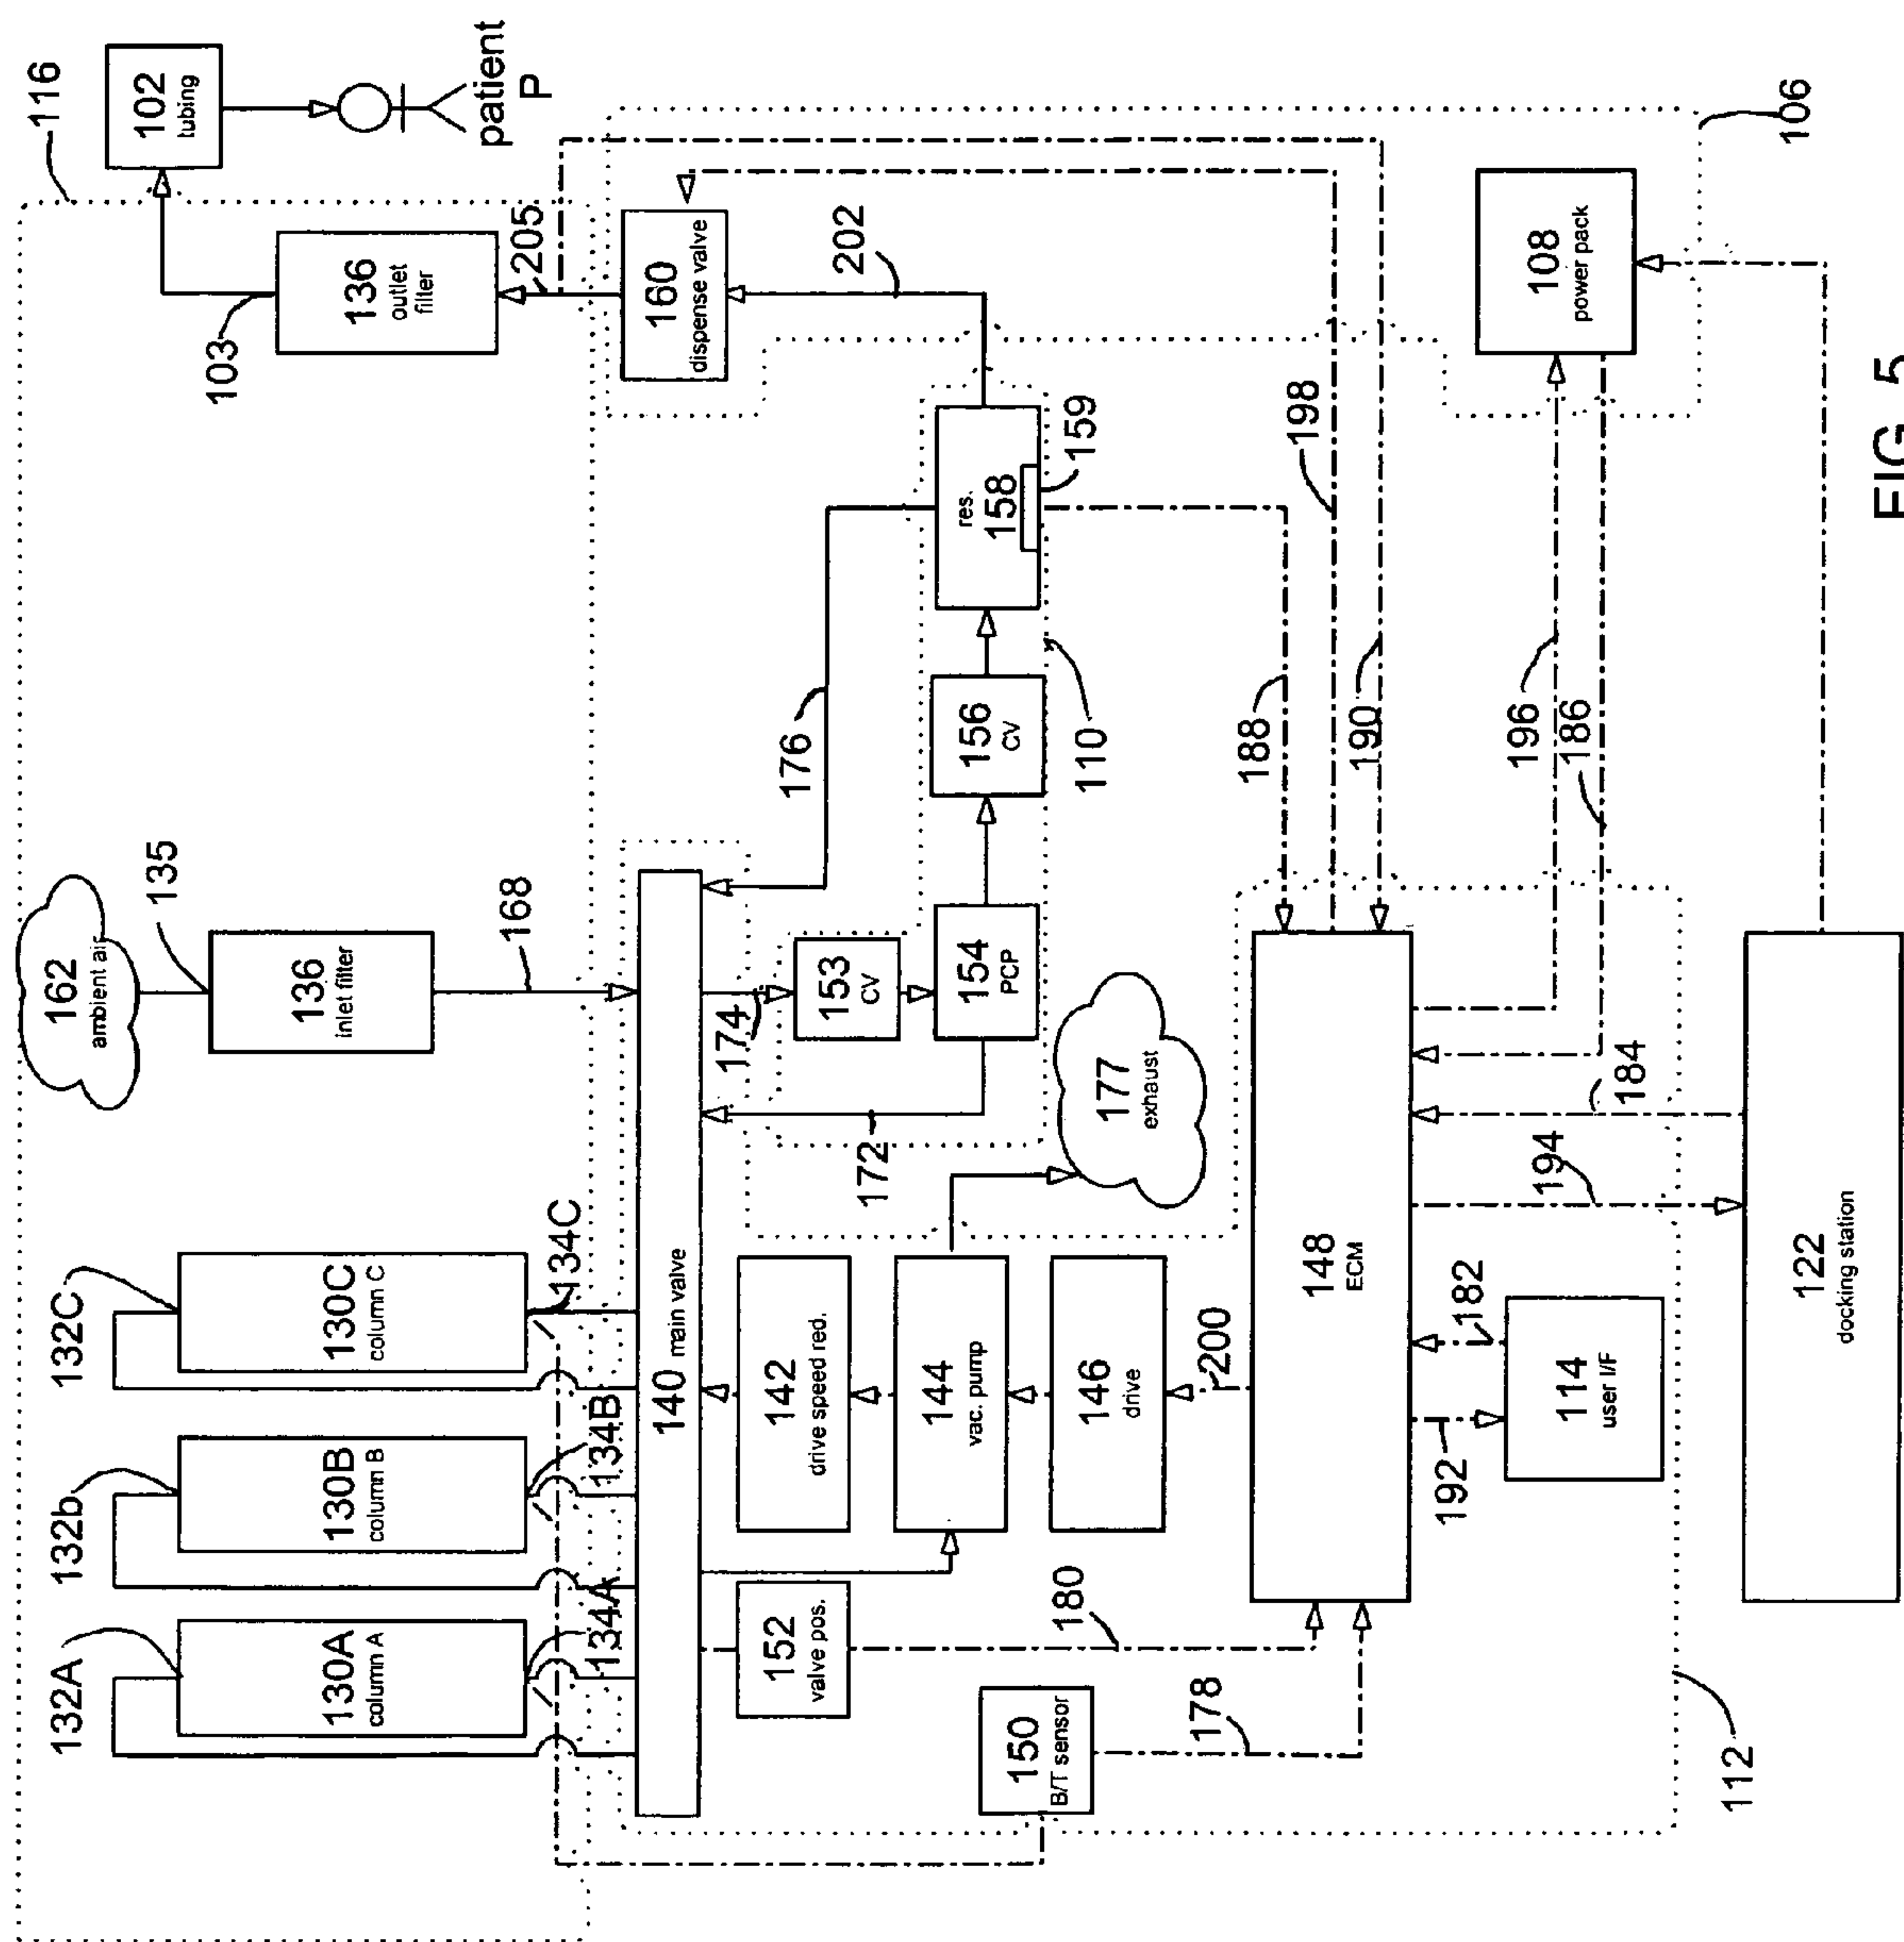 116
102
tubing
patient
P
132A
132b
132C
162
ambient air
135
103
130A
column A
130B
column B
130C
column C
136
inlet filter
136
outlet
filter
205
106
134A
134B
134C
168
140 main valve
160
dispense valve
202
152
valve pos.
142
drive speed red.
174
176
153
CV
172
144
vac. pump
154
PCP
156
CV
res.
158
159
150
B/T sensor
180
146
drive
177
exhaust
110
178
200
188
198
190
148
ECM
192
182
114
user I/F
194
184
196
186
108
power pack
112
122
docking station
FIG. 5